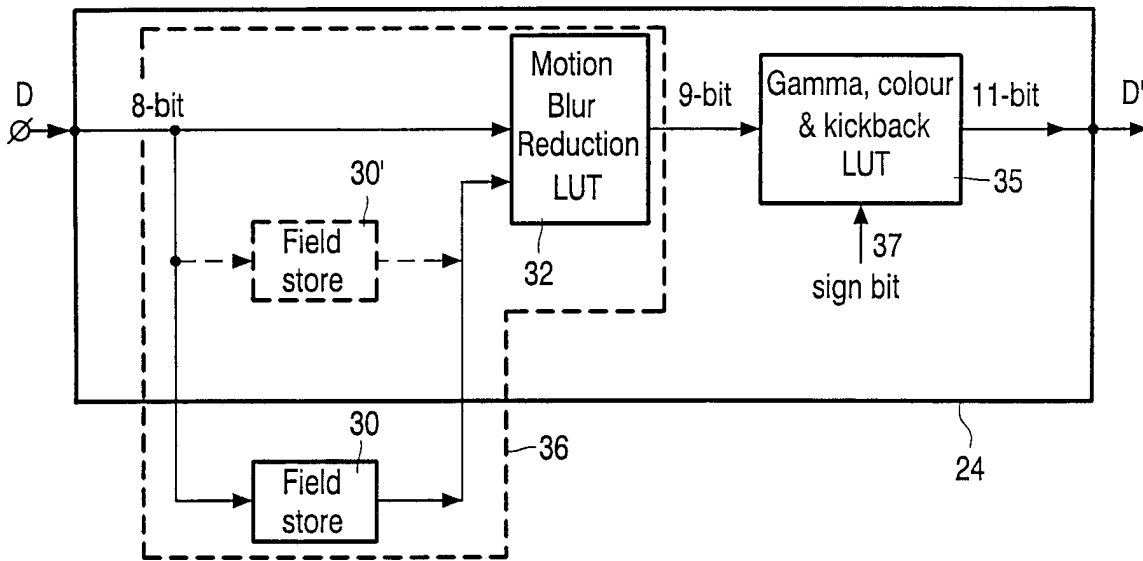 D
8-bit
Motion
Blur
Reduction
LUT
32
9-bit
Gamma, colour
& kickback
LUT
35
11-bit
D'
30'
Field
store
37
sign bit
30
Field
store
36
24